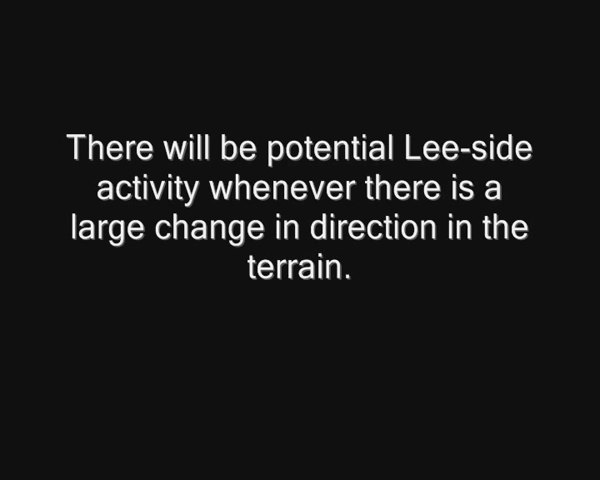 There will be potential Lee-side
activity whenever there is a
large change in direction in the
terrain.